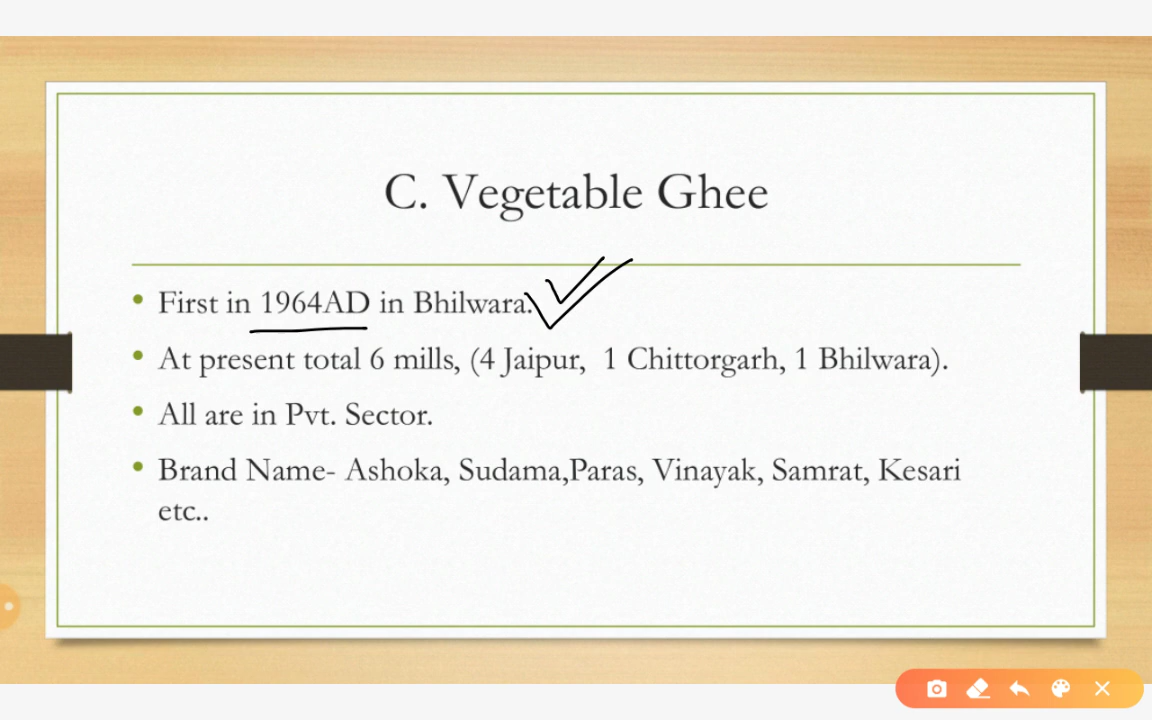 C. Vegetable Ghee
• First in 1964AD in Bhilwara.
• At present total 6 mills, (4 Jaipur, 1 Chittorgarh, 1 Bhilwara).
• All are in Pvt. Sector.
• Brand Name- Ashoka, Sudama,Paras, Vinayak, Samrat, Kesari
etc..